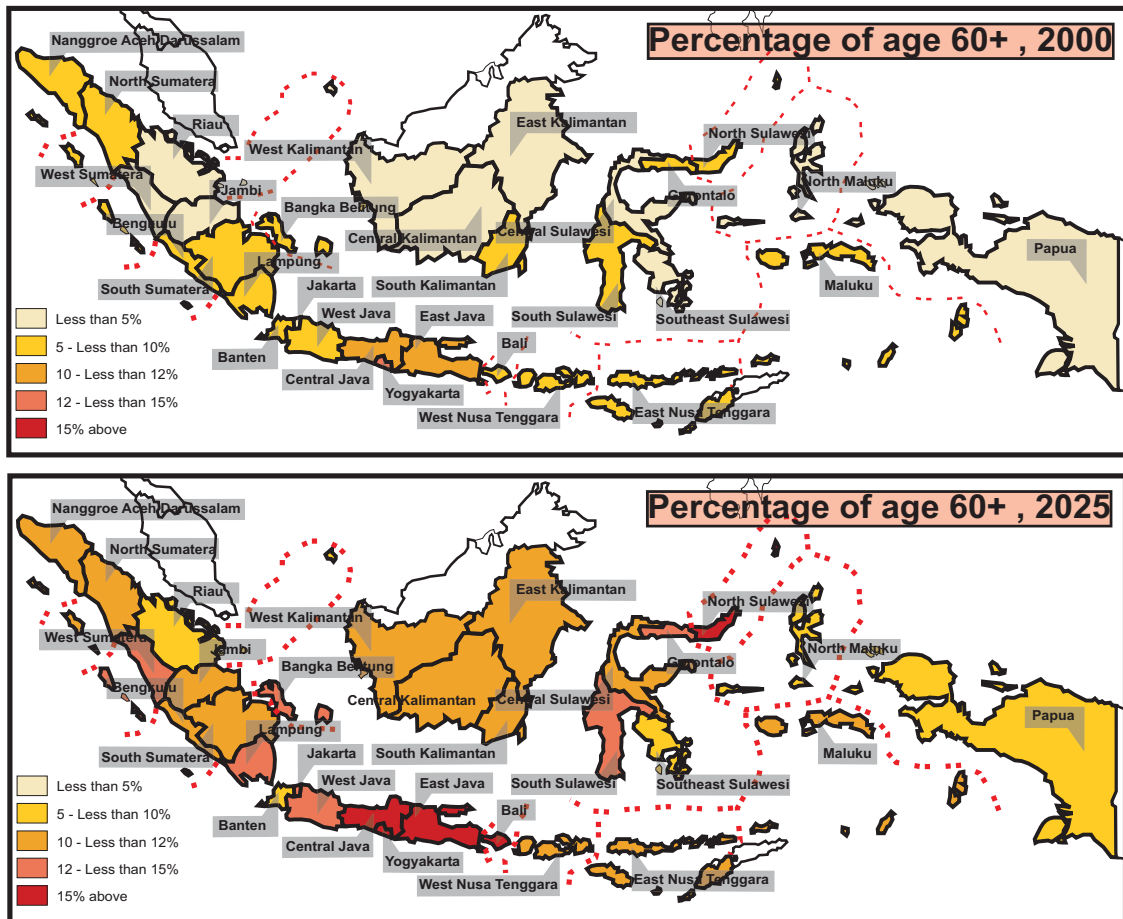 Percentage of age 60+ , 2000
Nanggroe Aceh Darussalam
North Sumatera
Riau
West Sumatera
Jambi
Bengkulu
Bangka Betitung
Lampung
South Sumatera
West Kalimantan
East Kalimantan
Central Kalimantan
South Kalimantan
Central Sulawesi
North Sulawesi
Gorontalo
North Maluku
Papua
Maluku
South Sulawesi
Southeast Sulawesi
Jakarta
West Java
East Java
Banten
Central Java
Yogyakarta
Bali
West Nusa Tenggara
East Nusa Tenggara
Less than 5%
5 - Less than 10%
10 - Less than 12%
12 - Less than 15%
15% above
Percentage of age 60+ , 2025
Nanggroe Aceh Darussalam
North Sumatera
Riau
West Sumatera
Jambi
Bengkulu
Bangka Betitung
Lampung
South Sumatera
West Kalimantan
East Kalimantan
Central Kalimantan
South Kalimantan
Central Sulawesi
North Sulawesi
Gorontalo
North Maluku
Papua
Maluku
South Sulawesi
Southeast Sulawesi
Jakarta
West Java
East Java
Banten
Central Java
Yogyakarta
Bali
West Nusa Tenggara
East Nusa Tenggara
Less than 5%
5 - Less than 10%
10 - Less than 12%
12 - Less than 15%
15% above